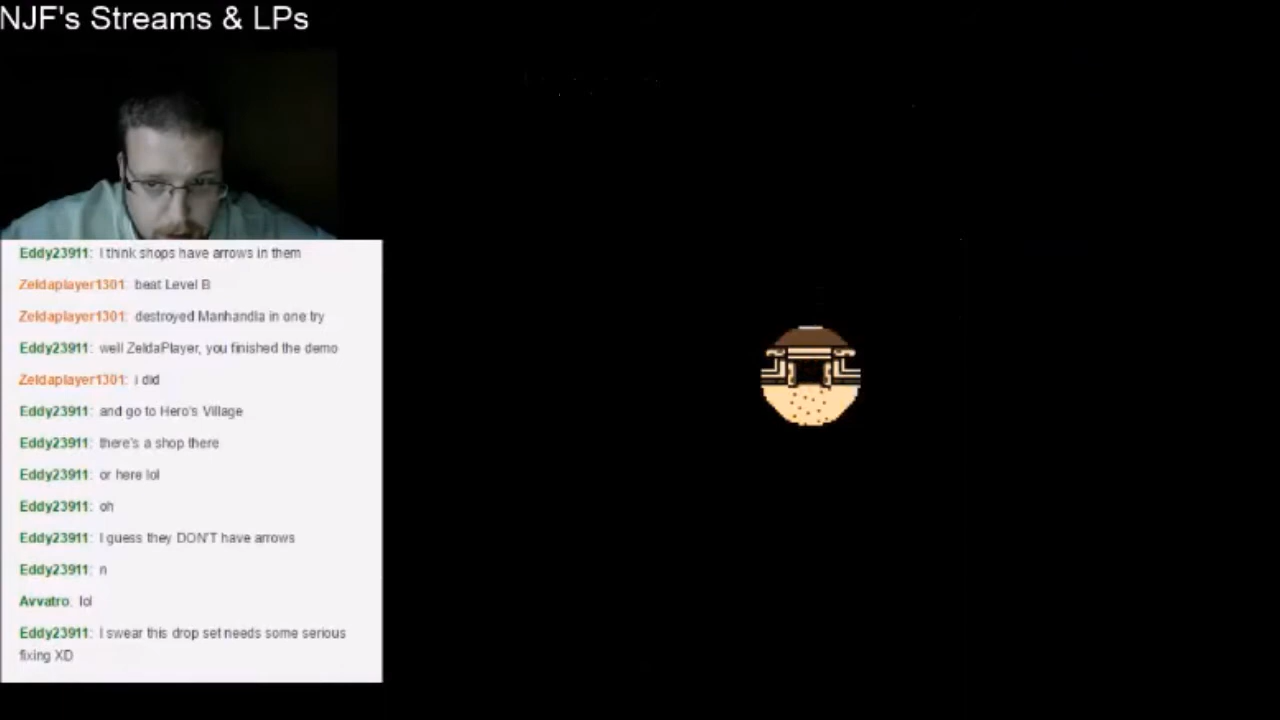 NJF's Streams & LPs
Eddy23911: I think shops have arrows in them
Zeldaplayer1301: beat Level B
Zeldaplayer1301: destroyed Manhandla in one try
Eddy23911: well ZeldaPlayer, you finished the demo
Zeldaplayer1301: i did
Eddy23911: and go to Hero's Village
Eddy23911: there's a shop there
Eddy23911: or here lol
Eddy23911: oh
Eddy23911: I guess they DON'T have arrows
Eddy23911: n
Avvatro: lol
Eddy23911: I swear this drop set needs some serious
fixing XD